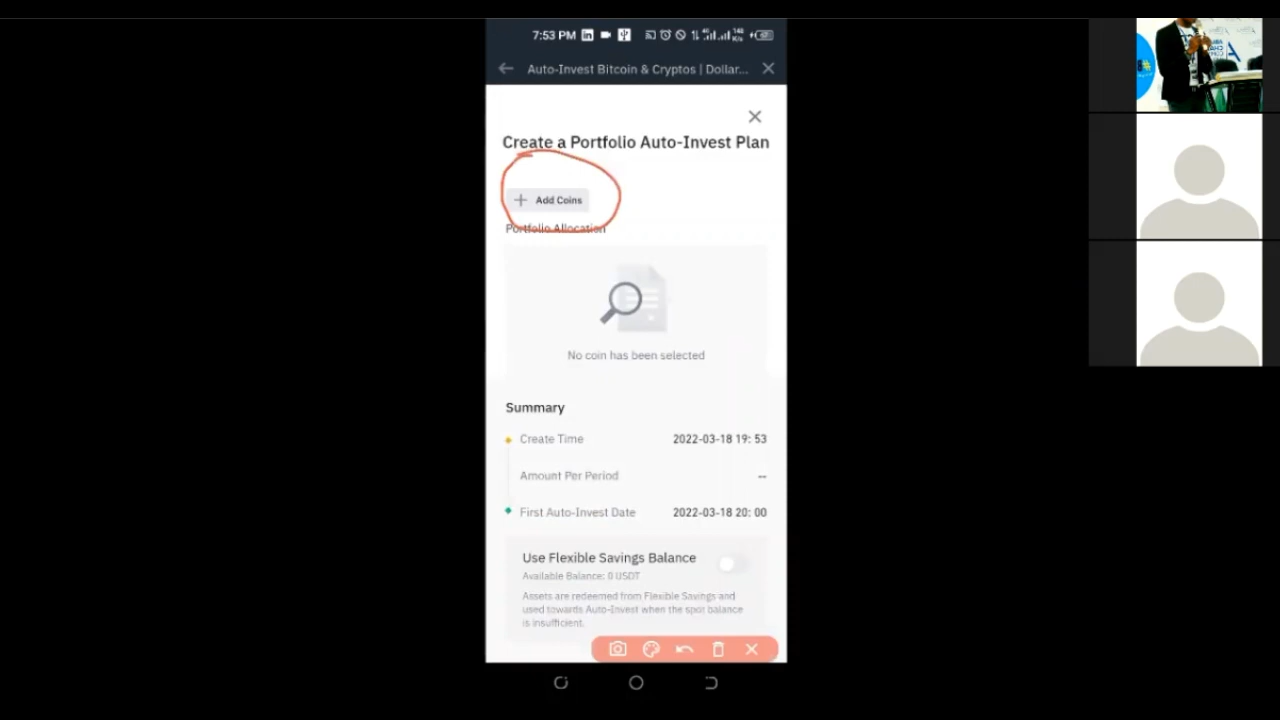 7:53 PM
Auto-Invest Bitcoin & Cryptos | Dollar...
Create a Portfolio Auto-Invest Plan
Add Coins
Portfolio Allocation
No coin has been selected
Summary
Create Time 2022-03-18 19: 53
Amount Per Period --
First Auto-Invest Date 2022-03-18 20: 00
Use Flexible Savings Balance
Available Balance: 0 USDT
Assets are redeemed from Flexible Savings and
used towards Auto-Invest when the spot balance
is insufficient.